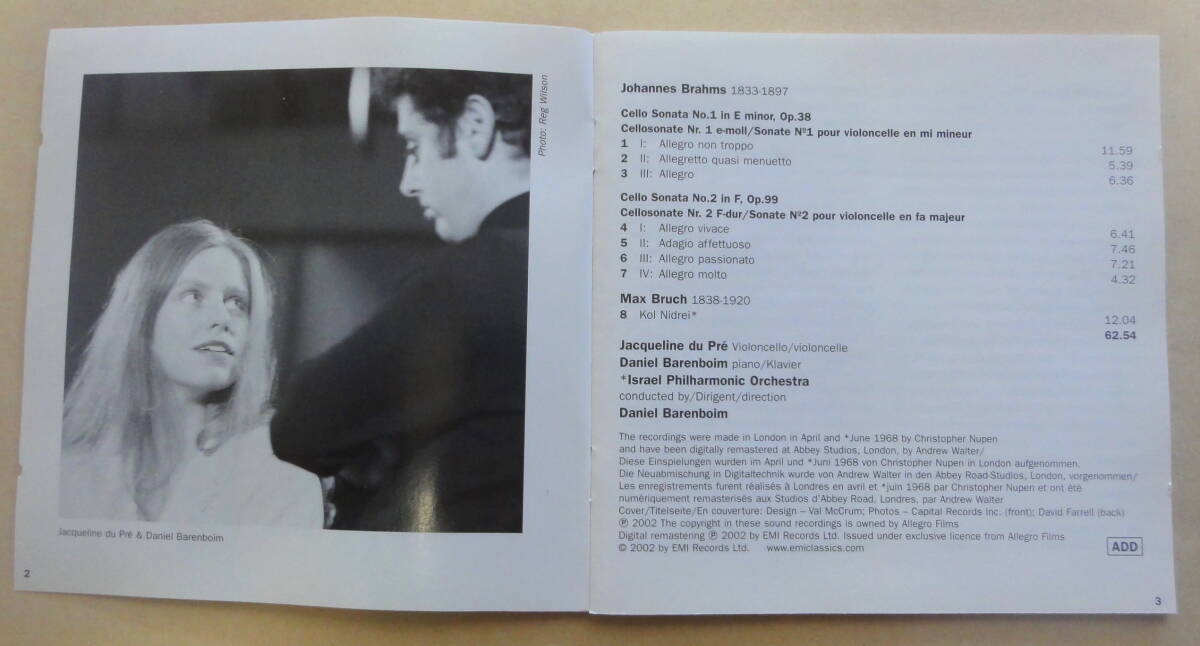 Photo: Reg Wilson
Jacqueline du Pré & Daniel Barenboim
2
Johannes Brahms 1833-1897
Cello Sonata No.1 in E minor, Op.38
Cellosonate Nr. 1 e-moll/Sonate Nº1 pour violoncelle en mi mineur
1 I: Allegro non troppo 11.59
2 II: Allegretto quasi menuetto 5.39
3 III: Allegro 6.36
Cello Sonata No.2 in F, Op.99
Cellosonate Nr. 2 F-dur/Sonate Nº2 pour violoncelle en fa majeur
4 I: Allegro vivace 6.41
5 II: Adagio affettuoso 7.46
6 III: Allegro passionato 7.21
7 IV: Allegro molto 4.32
Max Bruch 1838-1920
8 Kol Nidrei* 12.04
62.54
Jacqueline du Pré Violoncello/violoncelle
Daniel Barenboim piano/Klavier
*Israel Philharmonic Orchestra
conducted by/Dirigent/direction
Daniel Barenboim
The recordings were made in London in April and *June 1968 by Christopher Nupen
and have been digitally remastered at Abbey Studios, London, by Andrew Walter/
Diese Einspielungen wurden im April und *Juni 1968 von Christopher Nupen in London aufgenommen.
Die Neuabmischung in Digitaltechnik wurde von Andrew Walter in den Abbey Road-Studios, London, vorgenommen/
Les enregistrements furent réalisés à Londres en avril et *juin 1968 par Christopher Nupen et ont été
numériquement remasterisés aux Studios d'Abbey Road, Londres, par Andrew Walter
Cover/Titelseite/En couverture: Design – Val McCrum; Photos – Capital Records Inc. (front); David Farrell (back)
℗ 2002 The copyright in these sound recordings is owned by Allegro Films
Digital remastering ℗ 2002 by EMI Records Ltd. Issued under exclusive licence from Allegro Films
© 2002 by EMI Records Ltd. www.emiclassics.com
ADD
3